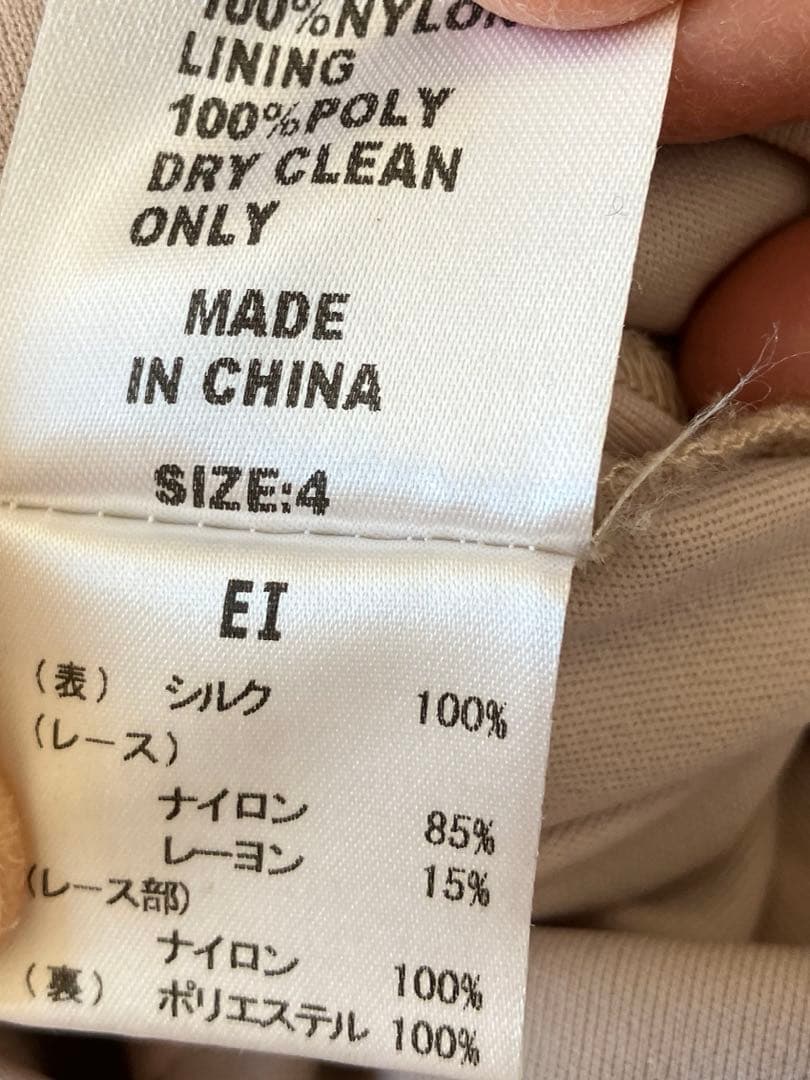 100%NYLON
LINING
100%POLY
DRY CLEAN
ONLY
MADE
IN CHINA
SIZE:4
EI
(表) シルク 100%
(レース)
ナイロン 85%
レーヨン 15%
(レース部)
ナイロン 100%
(裏) ポリエステル 100%